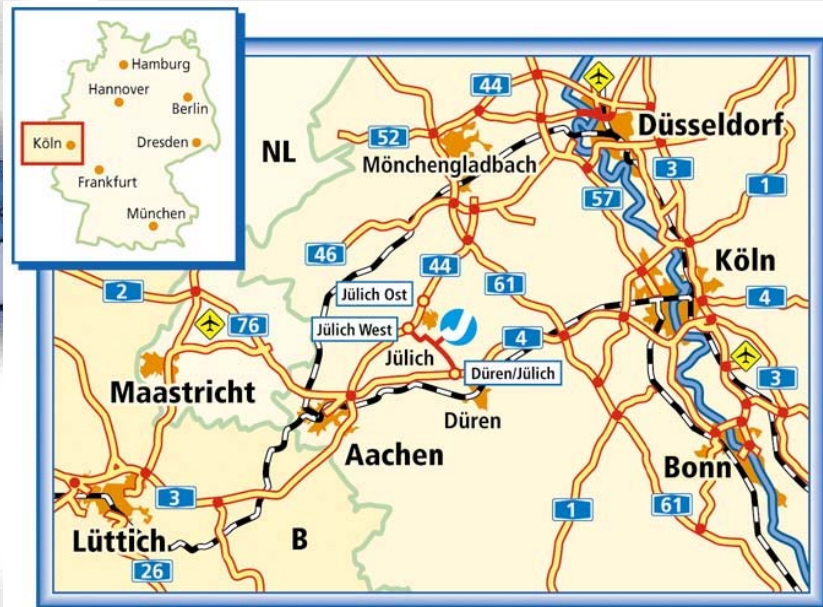 Hamburg
Hannover
Berlin
Köln
Dresden
Frankfurt
München
NL
44
52
Mönchengladbach
Düsseldorf
3
1
57
46
44
61
Köln
2
Jülich Ost
76
Jülich West
4
4
Jülich
Düren/Jülich
3
Maastricht
Düren
Aachen
Bonn
3
1
61
Lüttich
B
26